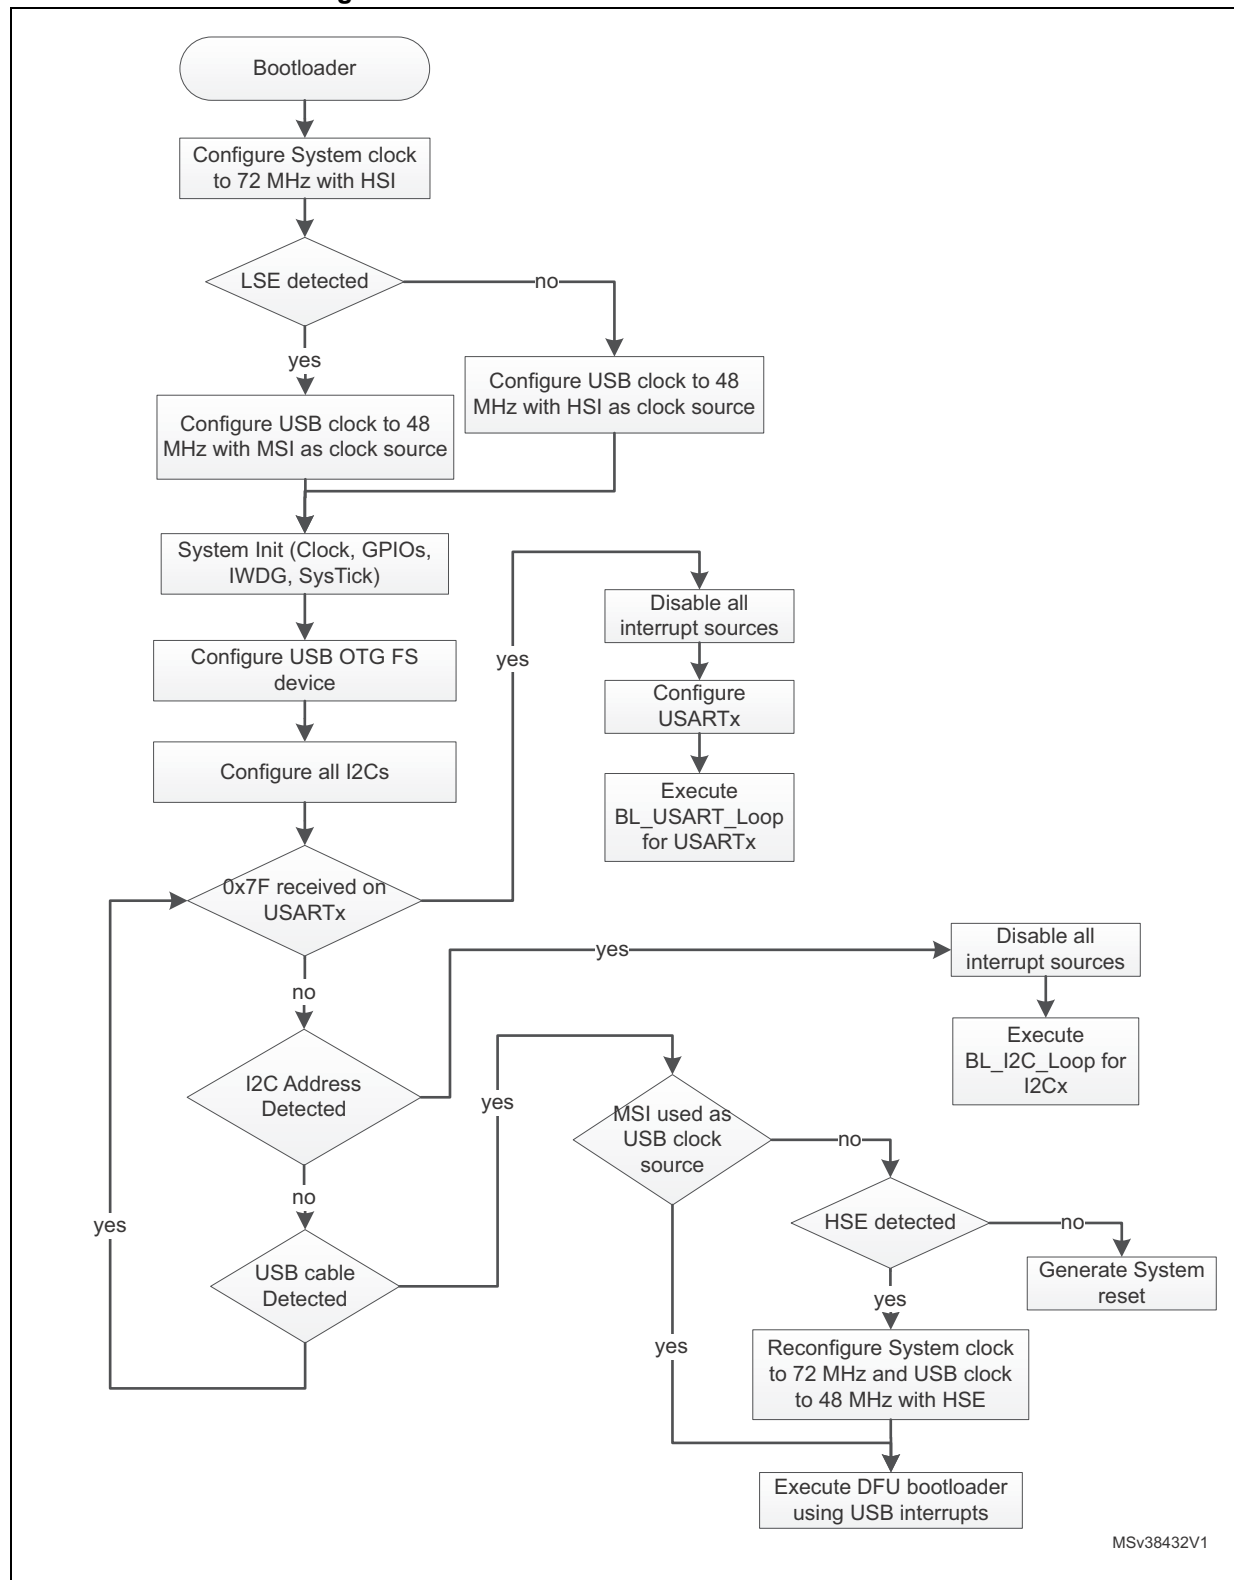 Bootloader
Configure System clock
to 72 MHz with HSI
LSE detected
no
yes
Configure USB clock to 48
MHz with HSI as clock source
Configure USB clock to 48
MHz with MSI as clock source
System Init (Clock, GPIOs,
IWDG, SysTick)
Disable all
interrupt sources
yes
Configure USB OTG FS
device
Configure
USARTx
Configure all I2Cs
Execute
BL_USART_Loop
for USARTx
0x7F received on
USARTx
yes
Disable all
interrupt sources
no
Execute
BL_I2C_Loop for
I2Cx
I2C Address
Detected
yes
MSI used as
USB clock
source
no
no
yes
HSE detected
no
USB cable
Detected
Generate System
reset
yes
yes
Reconfigure System clock
to 72 MHz and USB clock
to 48 MHz with HSE
Execute DFU bootloader
using USB interrupts
MSv38432V1